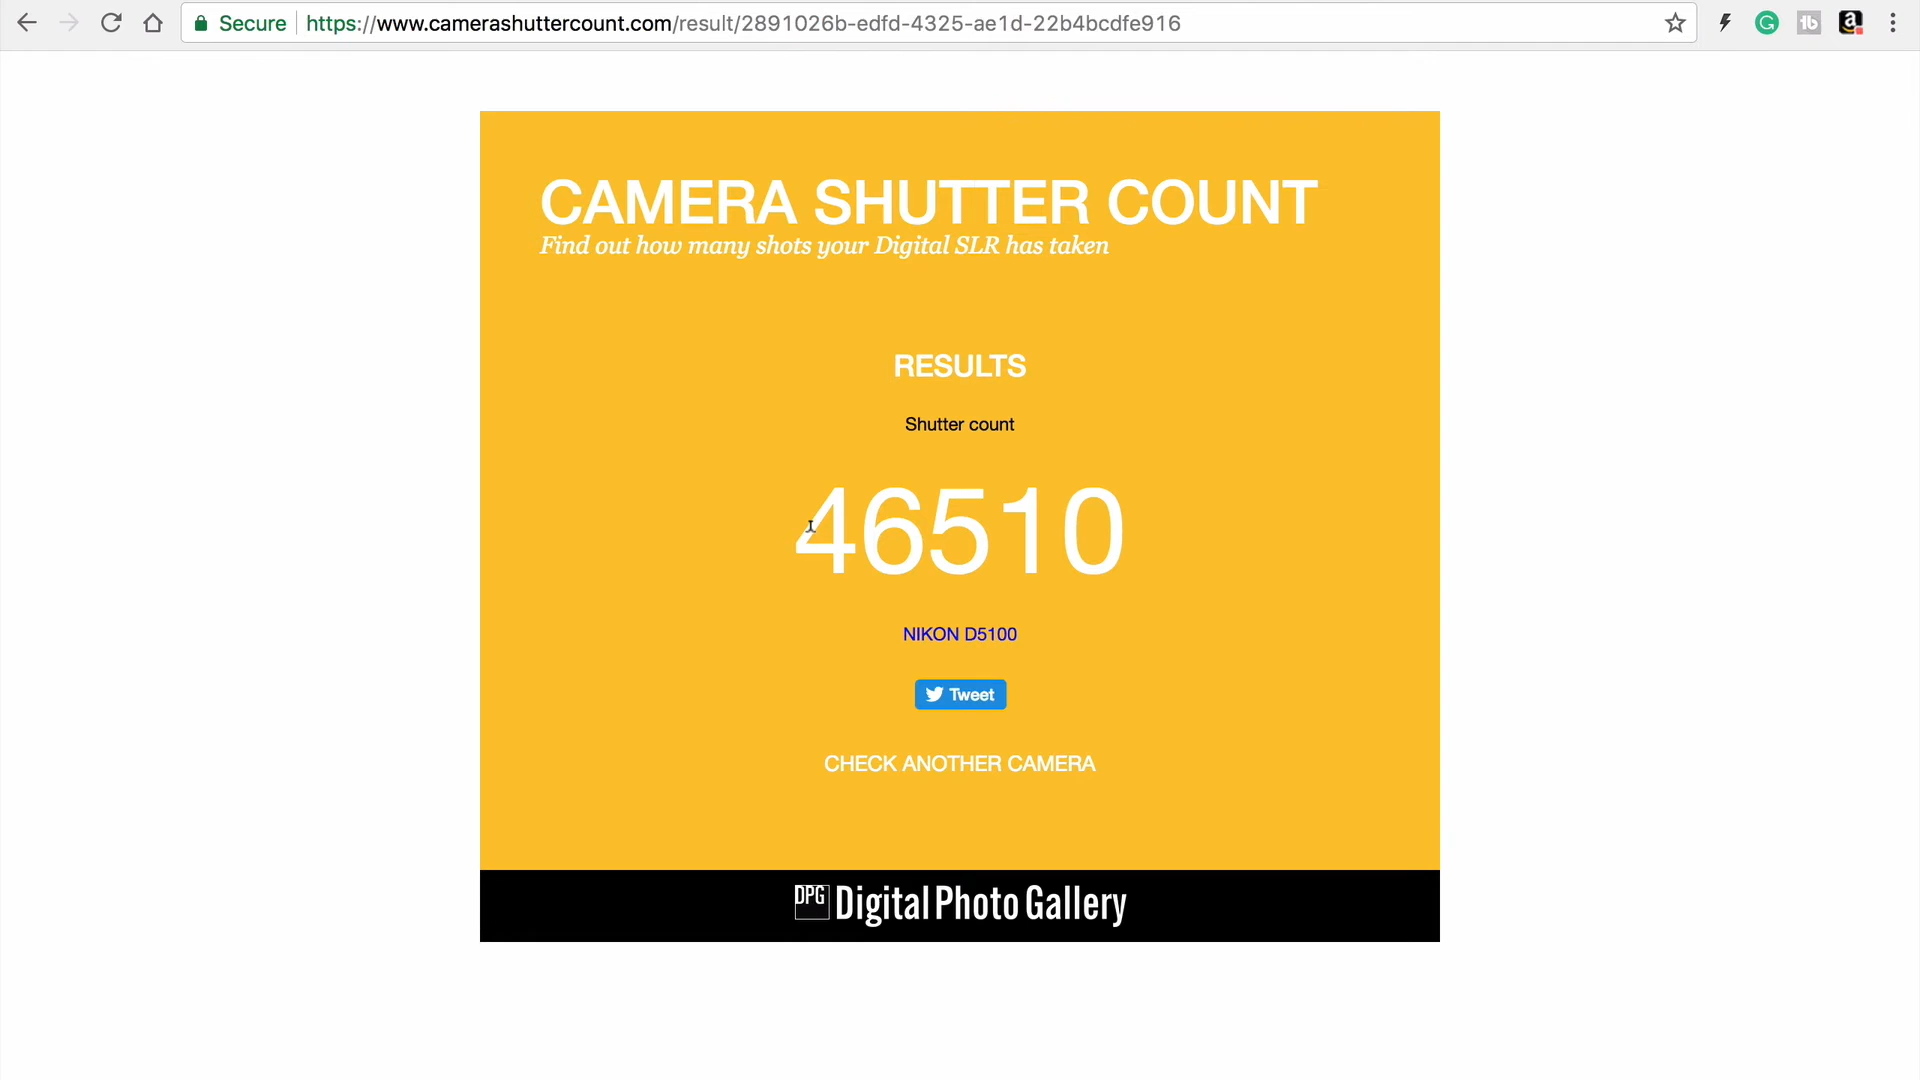 Secure https://www.camerashuttercount.com/result/2891026b-edfd-4325-ae1d-22b4bcdfe916
CAMERA SHUTTER COUNT
Find out how many shots your Digital SLR has taken
RESULTS
Shutter count
46510
NIKON D5100
Tweet
CHECK ANOTHER CAMERA
DPG Digital Photo Gallery